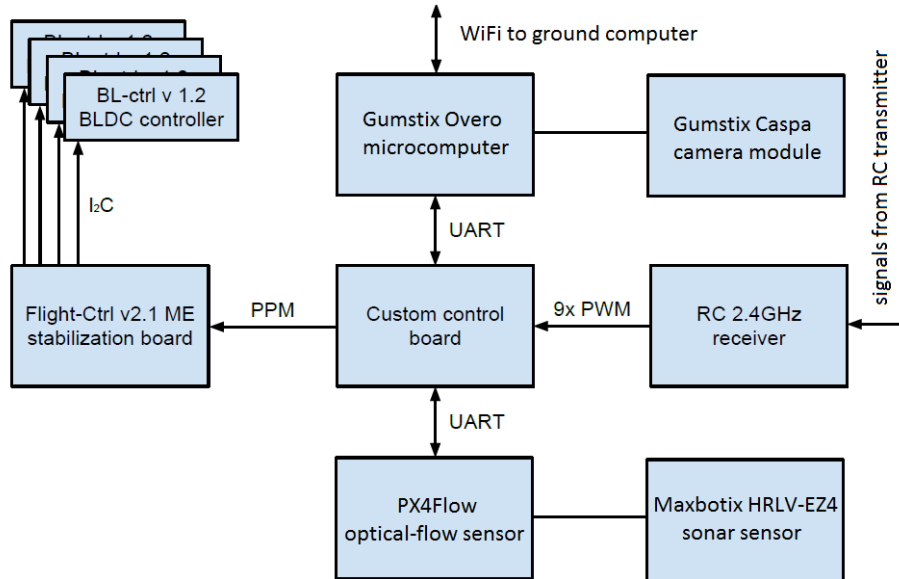 WiFi to ground computer
BL-ctrl v 1.2
BLDC controller
Gumstix Overo
microcomputer
Gumstix Caspa
camera module
signals from RC transmitter
I₂C
UART
Flight-Ctrl v2.1 ME
stabilization board
PPM
Custom control
board
9x PWM
RC 2.4GHz
receiver
UART
PX4Flow
optical-flow sensor
Maxbotix HRLV-EZ4
sonar sensor